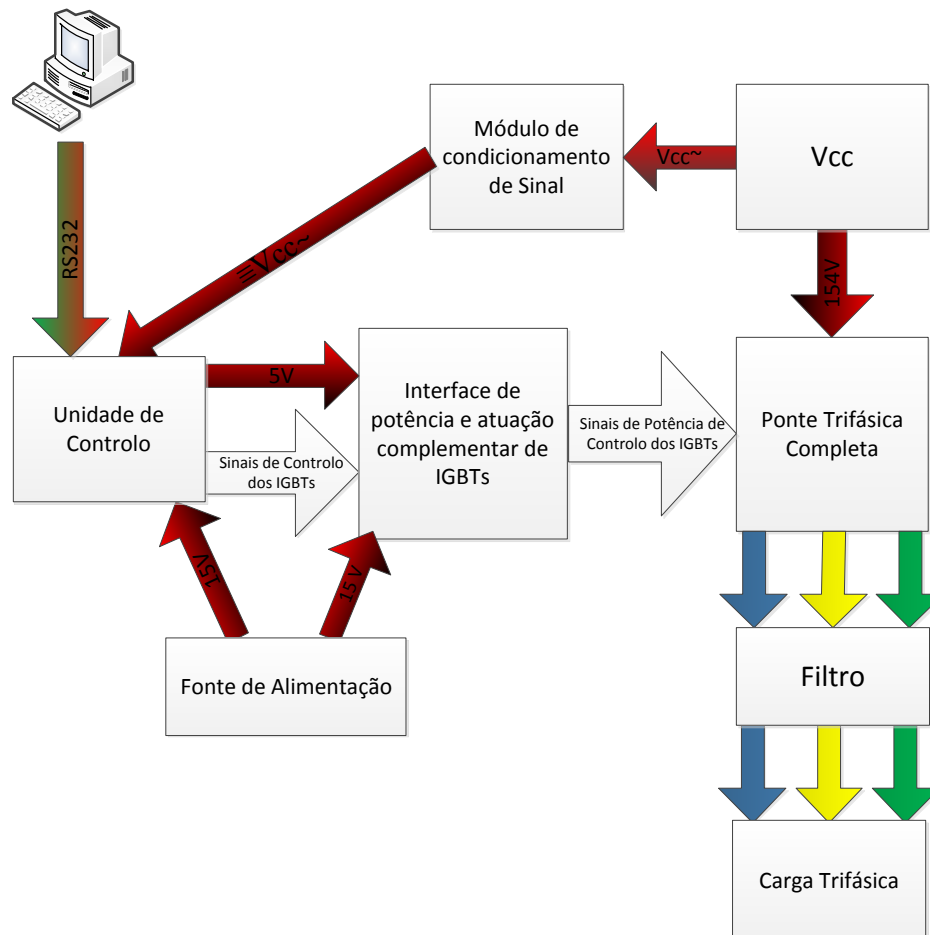 Módulo de
condicionamento
de Sinal
Vcc~
Vcc
RS232
≡Vcc~
154V
Unidade de
Controlo
5V
Sinais de Controlo
dos IGBTs
Interface de
potência e atuação
complementar de
IGBTs
Sinais de Potência de
Controlo dos IGBTs
Ponte Trifásica
Completa
15V
15 V
Fonte de Alimentação
Filtro
Carga Trifásica